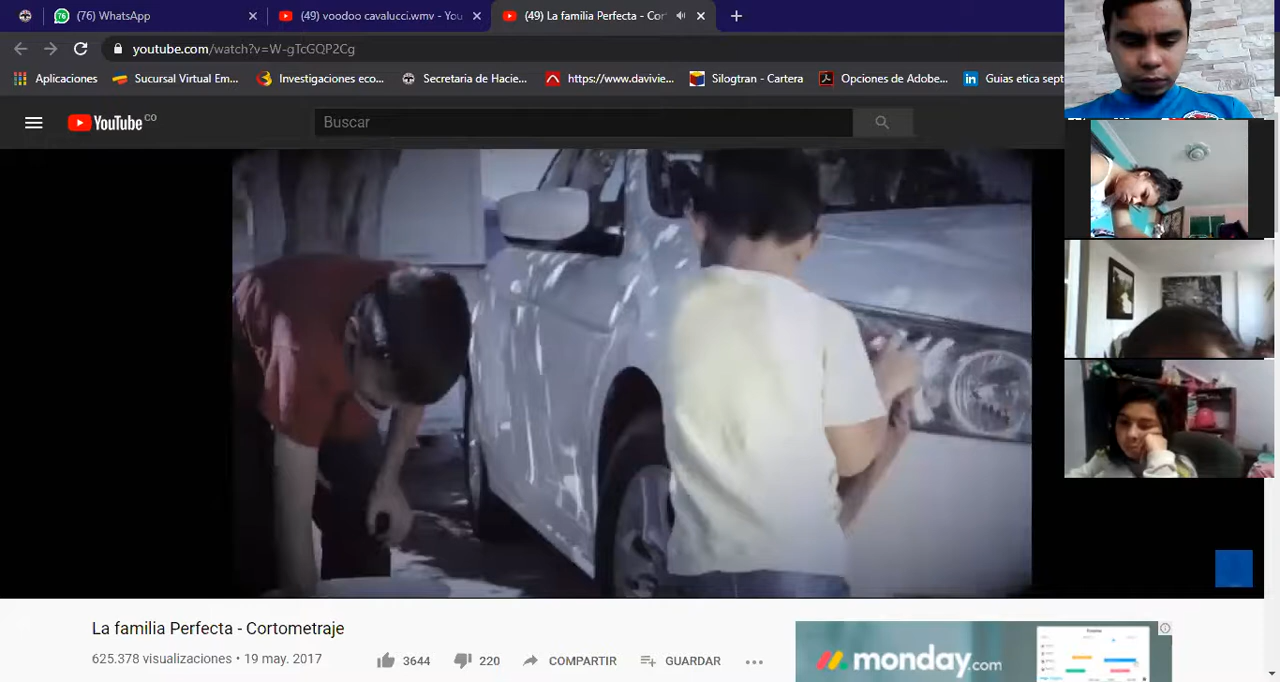 (76) WhatsApp
(49) voodoo cavalucci.wmv - You
(49) La familia Perfecta - Cor
youtube.com/watch?v=W-gTcGQP2Cg
Aplicaciones
Sucursal Virtual Em...
Investigaciones eco...
Secretaria de Hacie...
https://www.davivie...
Silogtran - Cartera
Opciones de Adobe...
Guias etica sept
YouTube CO
Buscar
La familia Perfecta - Cortometraje
625.378 visualizaciones • 19 may. 2017
3644
220
COMPARTIR
GUARDAR
monday.com